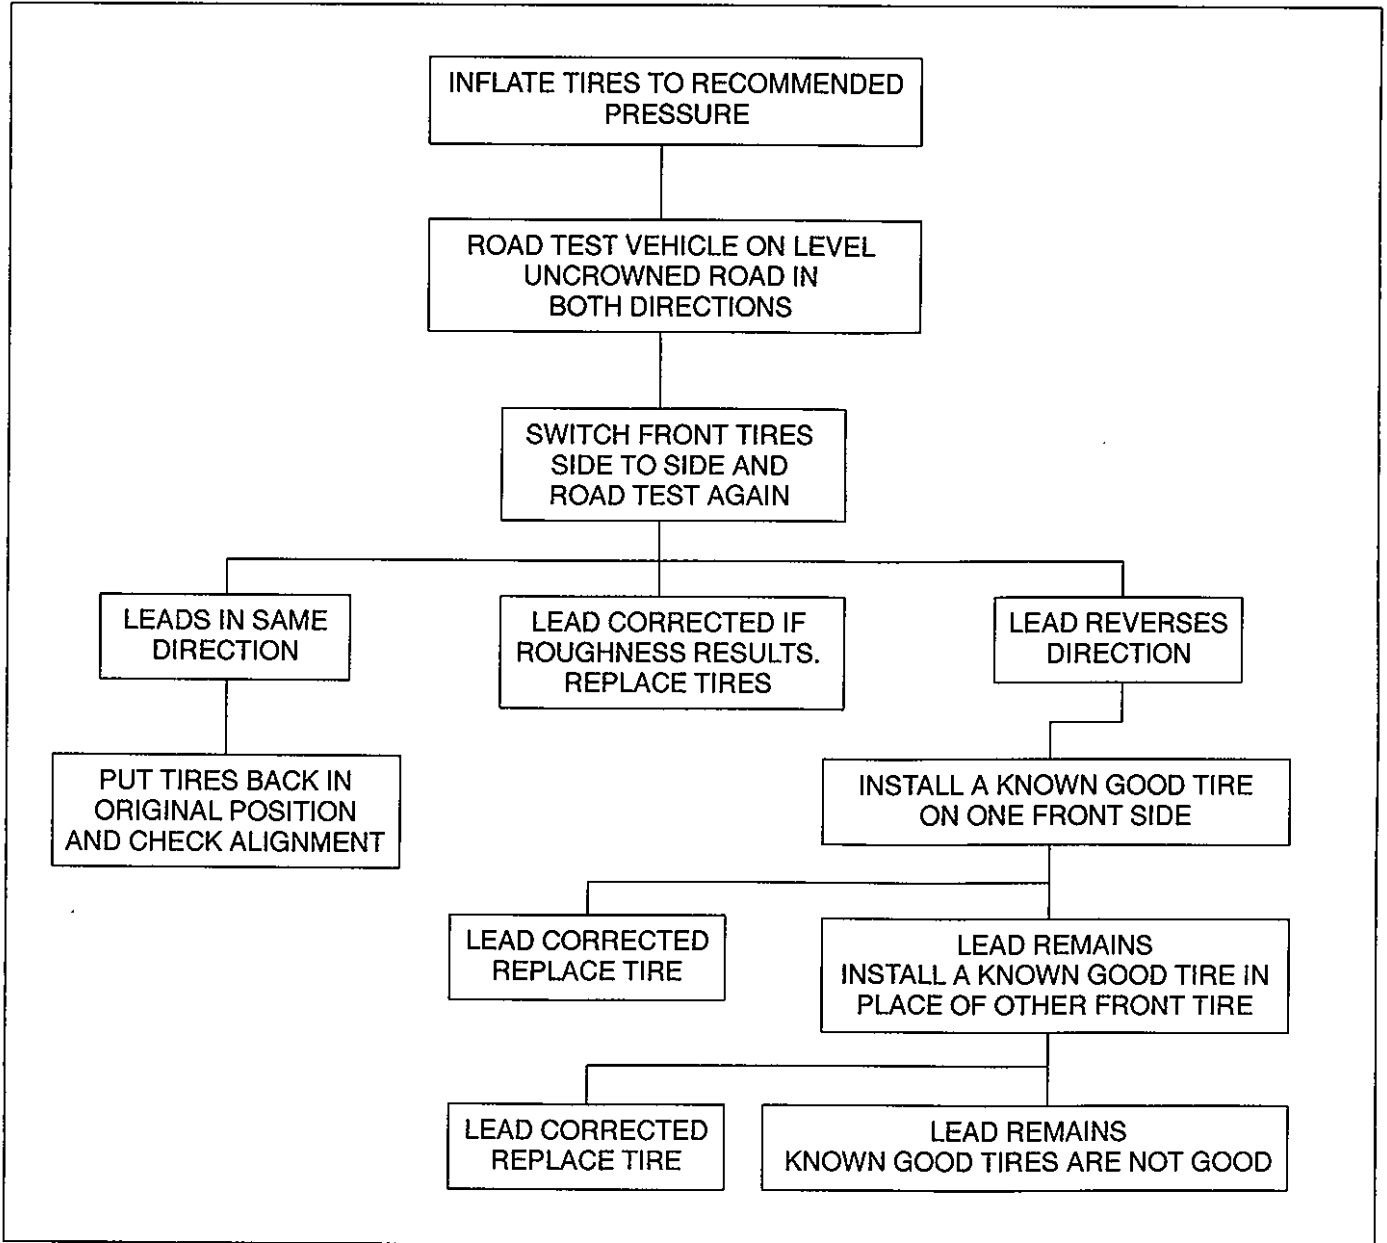 INFLATE TIRES TO RECOMMENDED
PRESSURE
ROAD TEST VEHICLE ON LEVEL
UNCROWNED ROAD IN
BOTH DIRECTIONS
SWITCH FRONT TIRES
SIDE TO SIDE AND
ROAD TEST AGAIN
LEADS IN SAME
DIRECTION
LEAD CORRECTED IF
ROUGHNESS RESULTS.
REPLACE TIRES
LEAD REVERSES
DIRECTION
PUT TIRES BACK IN
ORIGINAL POSITION
AND CHECK ALIGNMENT
INSTALL A KNOWN GOOD TIRE
ON ONE FRONT SIDE
LEAD CORRECTED
REPLACE TIRE
LEAD REMAINS
INSTALL A KNOWN GOOD TIRE IN
PLACE OF OTHER FRONT TIRE
LEAD CORRECTED
REPLACE TIRE
LEAD REMAINS
KNOWN GOOD TIRES ARE NOT GOOD